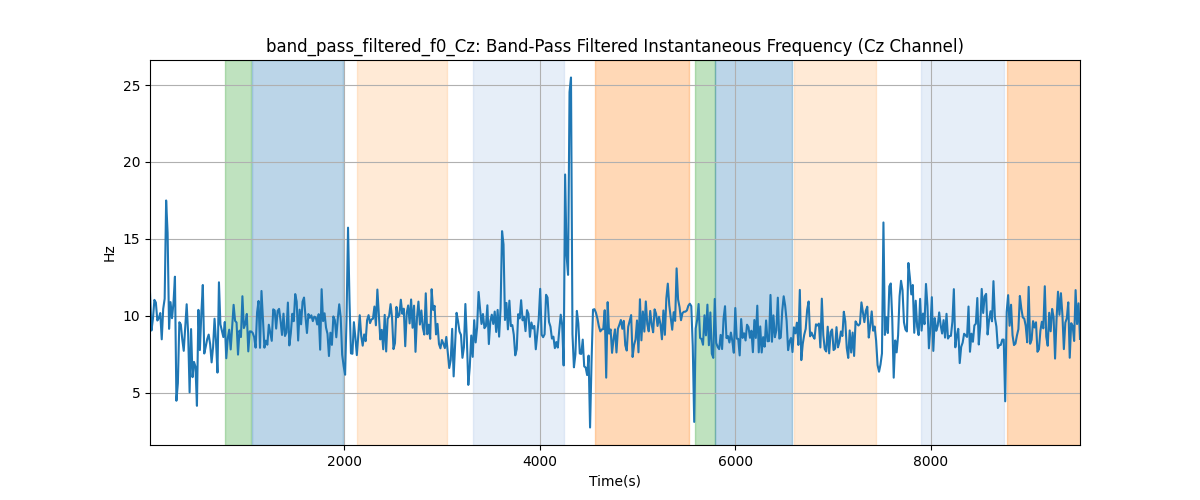 band_pass_filtered_f0_Cz: Band-Pass Filtered Instantaneous Frequency (Cz Channel)
25
20
15
10
5
Hz
2000 4000 6000 8000
Time(s)